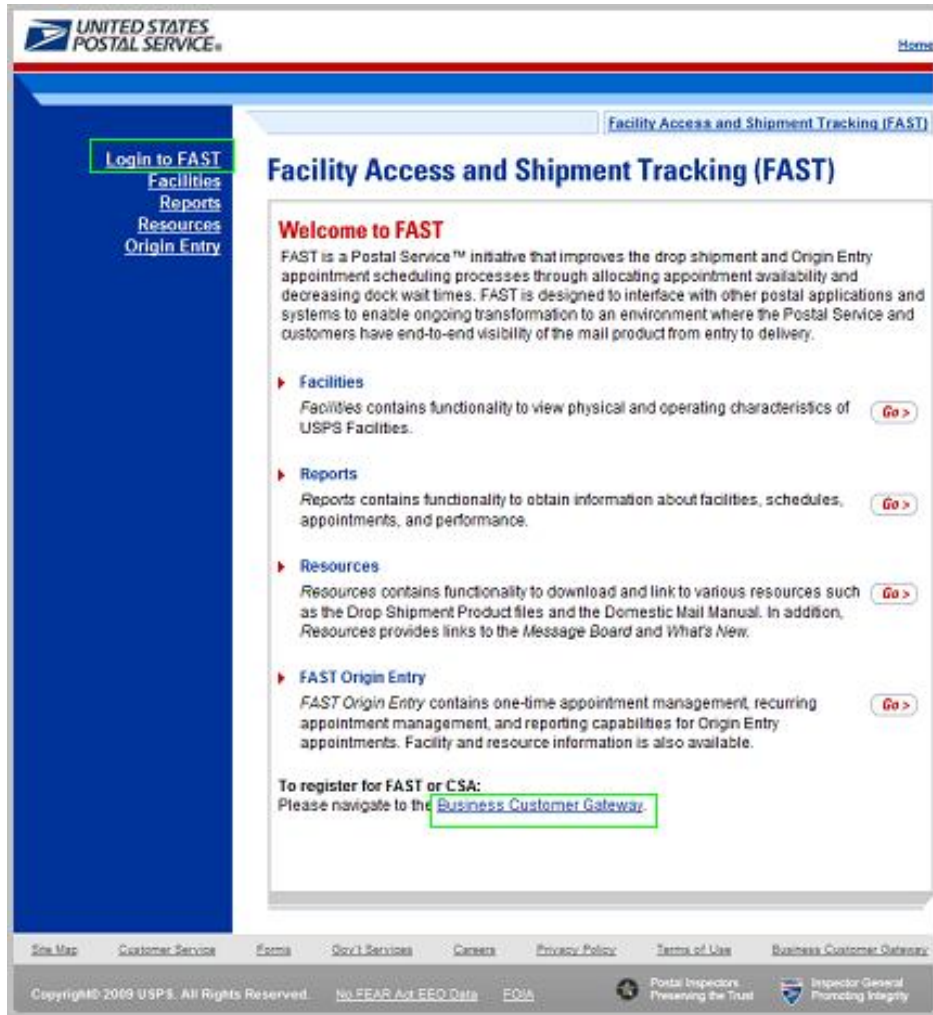 UNITED STATES
POSTAL SERVICE®
Home
Facility Access and Shipment Tracking (FAST)
Login to FAST
Facilities
Reports
Resources
Origin Entry
Facility Access and Shipment Tracking (FAST)
Welcome to FAST
FAST is a Postal Service™ initiative that improves the drop shipment and Origin Entry
appointment scheduling processes through allocating appointment availability and
decreasing dock wait times. FAST is designed to interface with other postal applications and
systems to enable ongoing transformation to an environment where the Postal Service and
customers have end-to-end visibility of the mail product from entry to delivery.
Facilities
Facilities contains functionality to view physical and operating characteristics of
USPS Facilities.
Go >
Reports
Reports contains functionality to obtain information about facilities, schedules,
appointments, and performance.
Go >
Resources
Resources contains functionality to download and link to various resources such
as the Drop Shipment Product files and the Domestic Mail Manual. In addition,
Resources provides links to the Message Board and What's New.
Go >
FAST Origin Entry
FAST Origin Entry contains one-time appointment management, recurring
appointment management, and reporting capabilities for Origin Entry
appointments. Facility and resource information is also available.
Go >
To register for FAST or CSA:
Please navigate to the Business Customer Gateway.
Site Map Customer Service Forms Gov't Services Careers Privacy Policy Terms of Use Business Customer Gateway
Copyright© 2009 USPS. All Rights Reserved. No FEAR Act EEO Data FOIA
Postal Inspectors
Preserving the Trust
Inspector General
Promoting Integrity